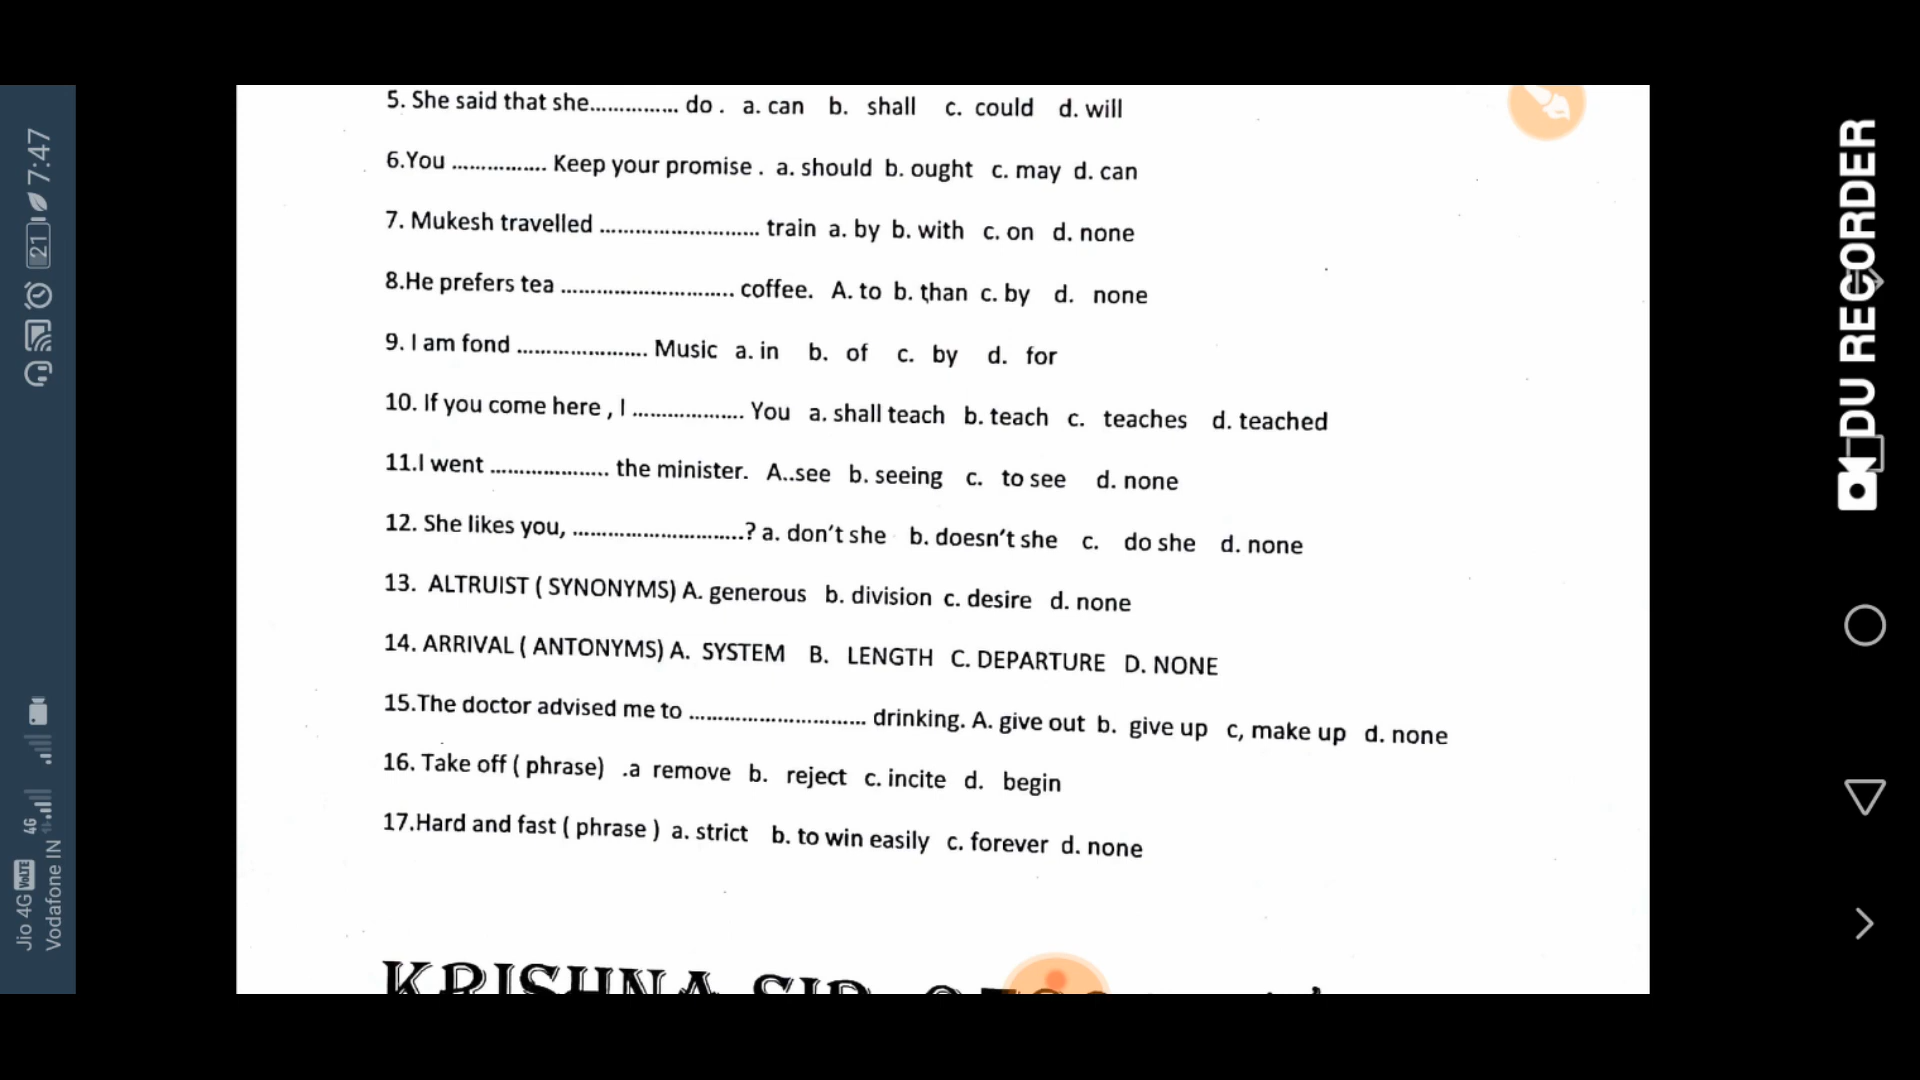 5. She said that she............... do . a. can b. shall c. could d. will
6.You ................ Keep your promise . a. should b. ought c. may d. can
7. Mukesh travelled ........................... train a. by b. with c. on d. none
8.He prefers tea ............................. coffee. A. to b. than c. by d. none
9. I am fond ...................... Music a. in b. of c. by d. for
10. If you come here , I ................... You a. shall teach b. teach c. teaches d. teached
11.I went .................... the minister. A..see b. seeing c. to see d. none
12. She likes you, .............................? a. don't she b. doesn't she c. do she d. none
13. ALTRUIST ( SYNONYMS) A. generous b. division c. desire d. none
14. ARRIVAL ( ANTONYMS) A. SYSTEM B. LENGTH C. DEPARTURE D. NONE
15.The doctor advised me to .............................. drinking. A. give out b. give up c, make up d. none
16. Take off ( phrase) .a remove b. reject c. incite d. begin
17.Hard and fast ( phrase ) a. strict b. to win easily c. forever d. none
KRISHNA SIR
DU RECORDER
7:47
21
Jio 4G VoLTE
Vodafone IN
4G